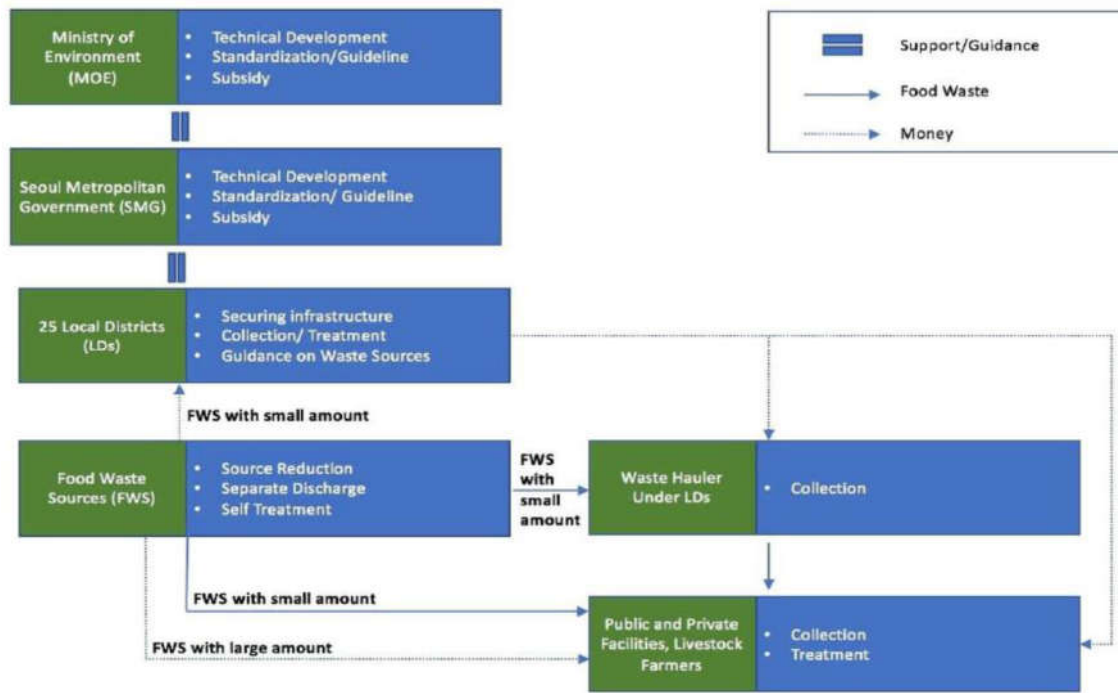 Ministry of
Environment
(MOE)
• Technical Development
• Standardization/Guideline
• Subsidy
Support/Guidance
Food Waste
Money
Seoul Metropolitan
Government (SMG)
• Technical Development
• Standardization/ Guideline
• Subsidy
25 Local Districts
(LDs)
• Securing infrastructure
• Collection/ Treatment
• Guidance on Waste Sources
FWS with small amount
Food Waste
Sources (FWS)
• Source Reduction
• Separate Discharge
• Self Treatment
FWS
with
small
amount
Waste Hauler
Under LDs
• Collection
FWS with small amount
FWS with large amount
Public and Private
Facilities, Livestock
Farmers
• Collection
• Treatment